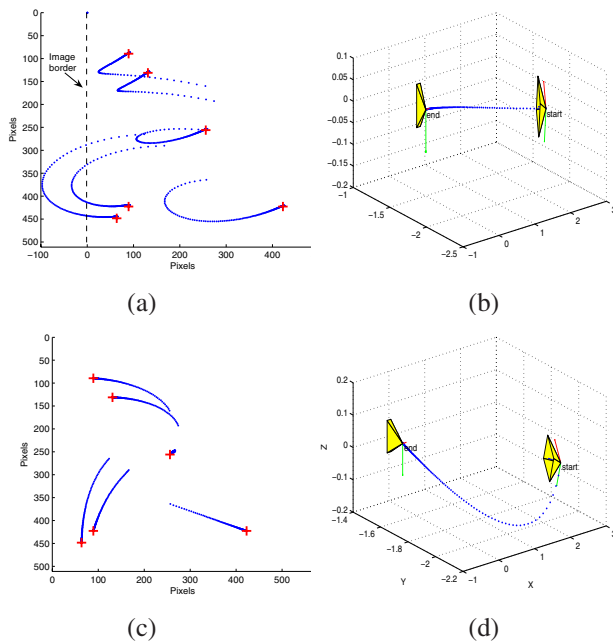 0
50
100
150
200
250
300
350
400
450
500
Pixels
Image
border
−100 0 100 200 300 400
Pixels
(a)
0.1
0.05
0
−0.05
−0.1
−0.15
−0.2
−1
−1.5
−2
−2.5
−1
0
1
2
3
end
start
(b)
0
50
100
150
200
250
300
350
400
450
500
Pixels
0 100 200 300 400 500
Pixels
(c)
0.2
0.1
0
−0.1
−0.2
Z
−1.4
−1.6
−1.8
−2
−2.2
Y
−1
0
1
2
3
X
end
start
(d)